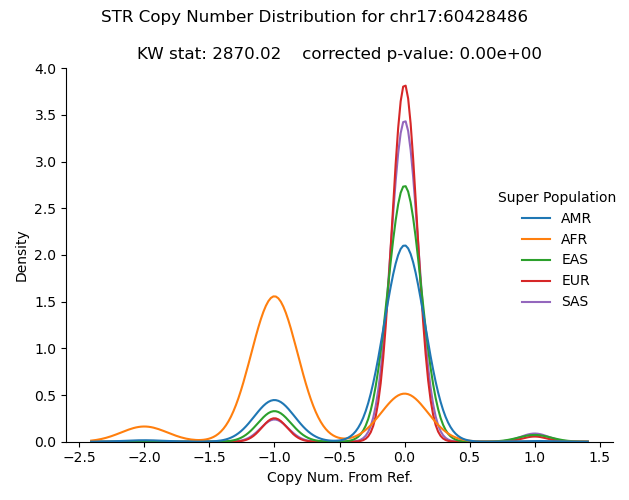 STR Copy Number Distribution for chr17:60428486
KW stat: 2870.02    corrected p-value: 0.00e+00
4.0
3.5
3.0
2.5
2.0
1.5
1.0
0.5
0.0
Density
−2.5 −2.0 −1.5 −1.0 −0.5 0.0 0.5 1.0 1.5
Copy Num. From Ref.
Super Population
AMR
AFR
EAS
EUR
SAS